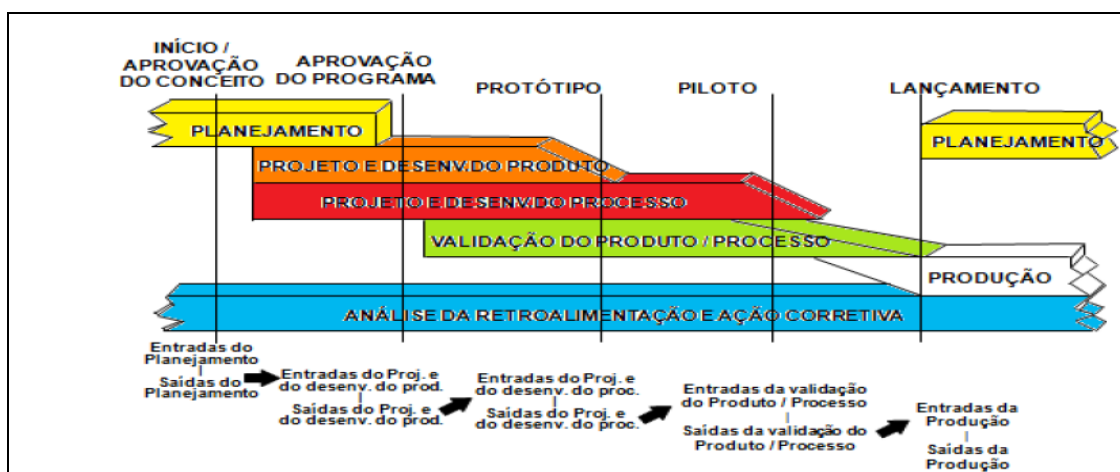 INÍCIO /
APROVAÇÃO
DO CONCEITO
APROVAÇÃO
DO PROGRAMA
PROTÓTIPO
PILOTO
LANÇAMENTO
PLANEJAMENTO
PLANEJAMENTO
PROJETO E DESENV.DO PRODUTO
PROJETO E DESENV.DO PROCESSO
VALIDAÇÃO DO PRODUTO / PROCESSO
PRODUÇÃO
ANÁLISE DA RETROALIMENTAÇÃO E AÇÃO CORRETIVA
Entradas do
Planejamento
Saídas do
Planejamento
Entradas do Proj. e
do desenv. do prod.
Saídas do Proj. e
do desenv. do prod.
Entradas do Proj. e
do desenv. do proc.
Saídas do Proj. e
do desenv. do proc.
Entradas da validação
do Produto / Processo
Saídas da validação do
Produto / Processo
Entradas da
Produção
Saídas da
Produção